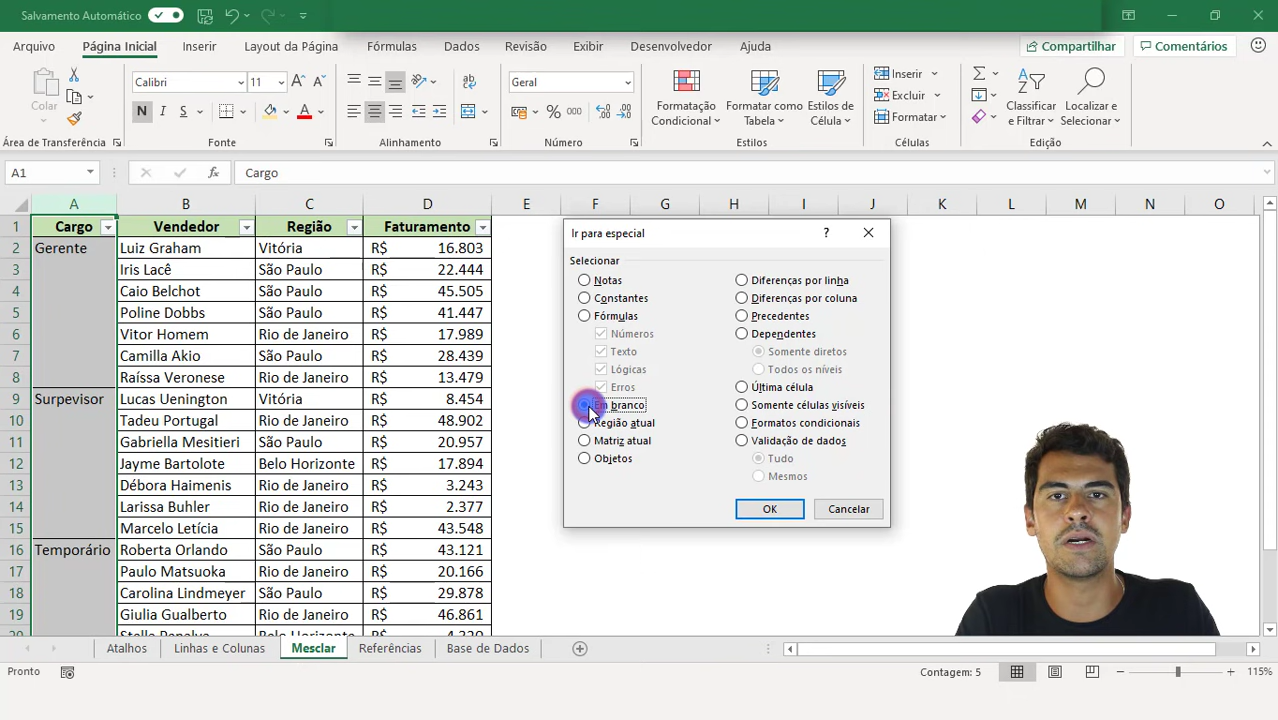 Salvamento Automático
Arquivo Página Inicial Inserir Layout da Página Fórmulas Dados Revisão Exibir Desenvolvedor Ajuda Compartilhar Comentários
Colar Calibri 11 Geral Formatação Condicional Formatar como Tabela Estilos de Célula Inserir Excluir Formatar Classificar e Filtrar Localizar e Selecionar
N I S % 000
Área de Transferência Fonte Alinhamento Número Estilos Células Edição
A1 fx Cargo
A B C D E F G H I J K L M N O
1 Cargo Vendedor Região Faturamento
2 Gerente Luiz Graham Vitória R$ 16.803
3 Iris Lacê São Paulo R$ 22.444
4 Caio Belchot São Paulo R$ 45.505
5 Poline Dobbs São Paulo R$ 41.447
6 Vitor Homem Rio de Janeiro R$ 17.989
7 Camilla Akio São Paulo R$ 28.439
8 Raíssa Veronese Rio de Janeiro R$ 13.479
9 Surpevisor Lucas Uenington Vitória R$ 8.454
10 Tadeu Portugal São Paulo R$ 48.902
11 Gabriella Mesitieri São Paulo R$ 20.957
12 Jayme Bartolote Belo Horizonte R$ 17.894
13 Débora Haimenis Rio de Janeiro R$ 3.243
14 Larissa Buhler São Paulo R$ 2.377
15 Marcelo Letícia São Paulo R$ 43.548
16 Temporário Roberta Orlando São Paulo R$ 43.121
17 Paulo Matsuoka Rio de Janeiro R$ 20.166
18 Carolina Lindmeyer São Paulo R$ 29.878
19 Giulia Gualberto Rio de Janeiro R$ 46.861
Ir para especial ?
Selecionar
Notas Diferenças por linha
Constantes Diferenças por coluna
Fórmulas Precedentes
Números Dependentes
Texto Somente diretos
Lógicas Todos os níveis
Erros Última célula
Em branco Somente células visíveis
Região atual Formatos condicionais
Matriz atual Validação de dados
Objetos Tudo
Mesmos
OK Cancelar
Atalhos Linhas e Colunas Mesclar Referências Base de Dados
Pronto Contagem: 5 115%